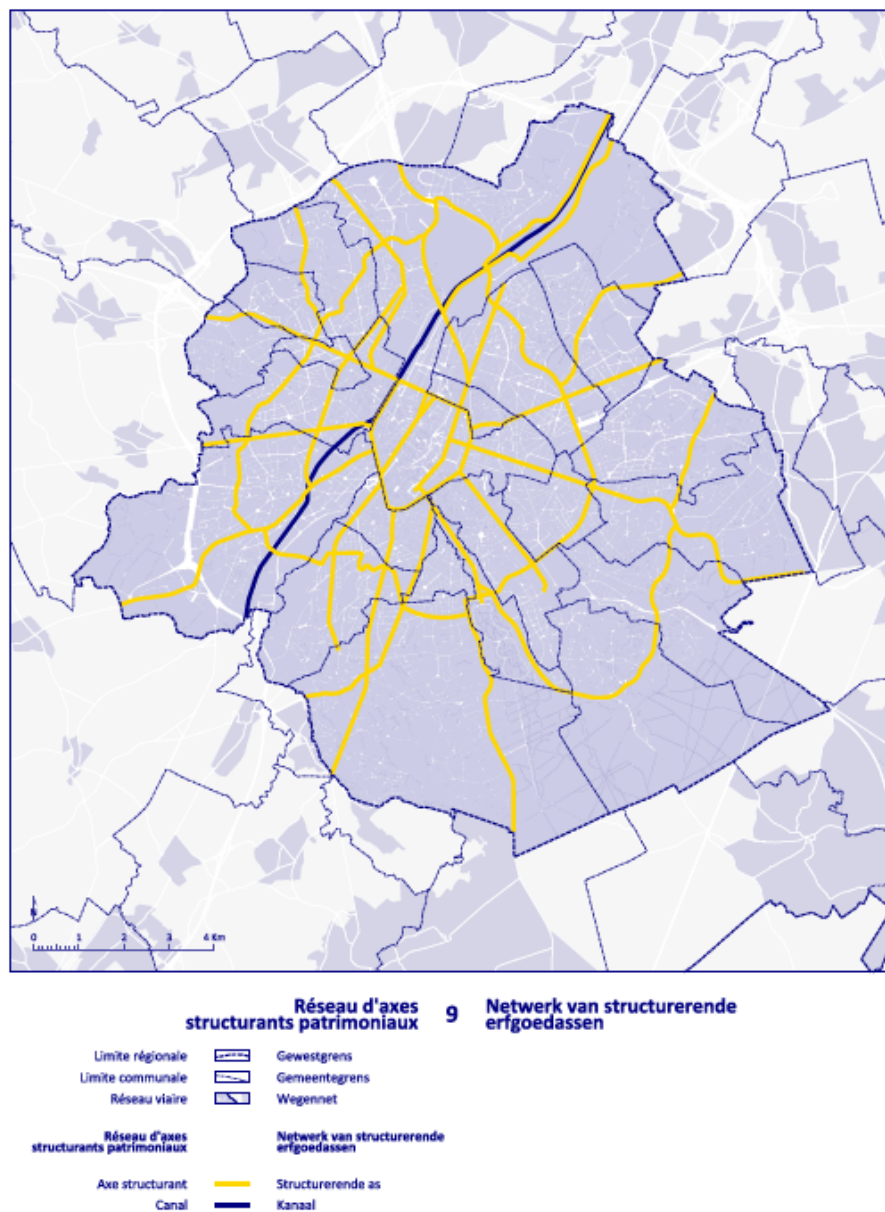 N
0 1 2 3 4 Km
Réseau d'axes
structurants patrimoniaux
9
Netwerk van structurerende
erfgoedassen
Limite régionale Gewestgrens
Limite communale Gemeentegrens
Réseau viaire Wegennet
Réseau d'axes
structurants patrimoniaux
Netwerk van structurerende
erfgoedassen
Axe structurant Structurerende as
Canal Kanaal